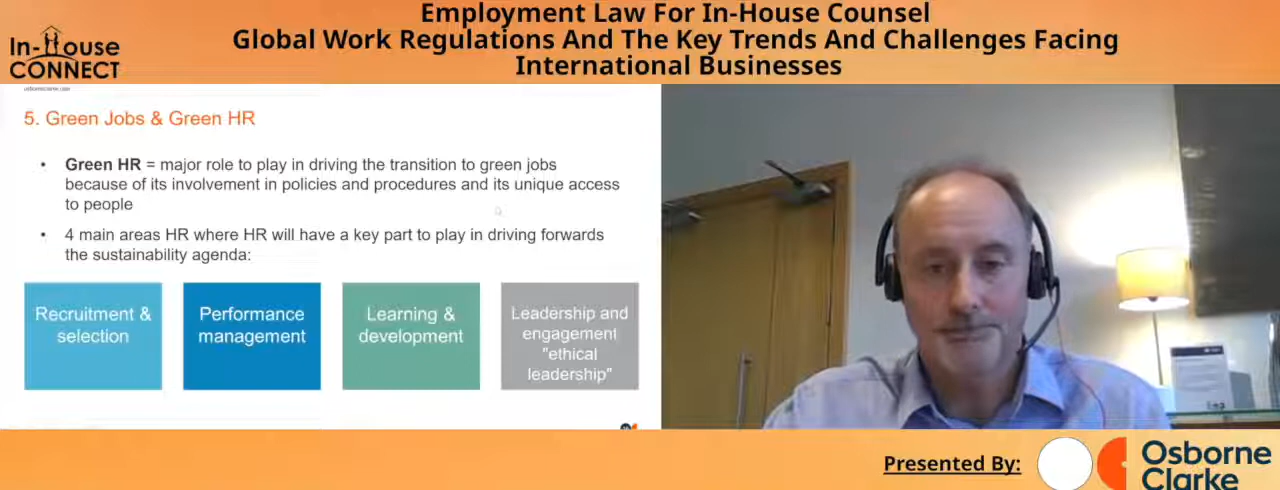 Employment Law For In-House Counsel
Global Work Regulations And The Key Trends And Challenges Facing
International Businesses
In-House
CONNECT
osborneclarke.com
5. Green Jobs & Green HR
• Green HR = major role to play in driving the transition to green jobs
because of its involvement in policies and procedures and its unique access
to people
• 4 main areas HR where HR will have a key part to play in driving forwards
the sustainability agenda:
Recruitment &
selection
Performance
management
Learning &
development
Leadership and
engagement
"ethical
leadership"
Presented By:
Osborne
Clarke